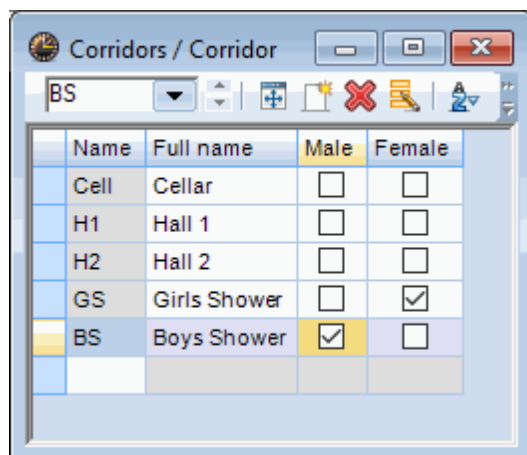 Corridors / Corridor
BS
Name Full name Male Female
Cell Cellar
H1 Hall 1
H2 Hall 2
GS Girls Shower
BS Boys Shower